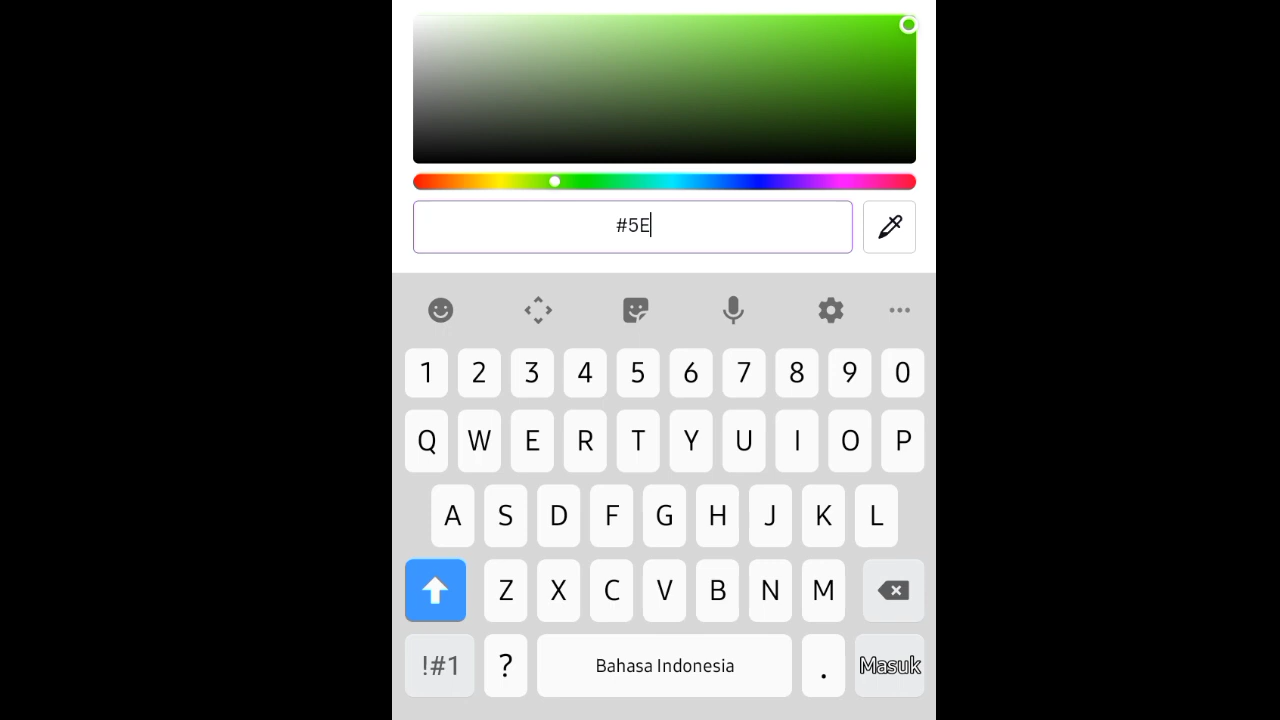 #5E
1 2 3 4 5 6 7 8 9 0
Q W E R T Y U I O P
A S D F G H J K L
Z X C V B N M
!#1 ? Bahasa Indonesia . Masuk